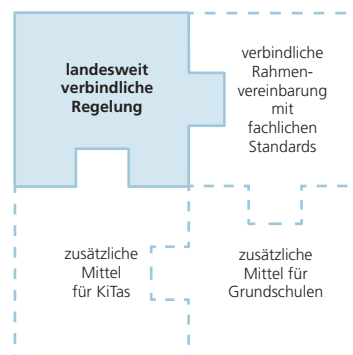 landesweit
verbindliche
Regelung
verbindliche
Rahmen-
vereinbarung
mit
fachlichen
Standards
zusätzliche
Mittel
für KiTas
zusätzliche
Mittel für
Grundschulen